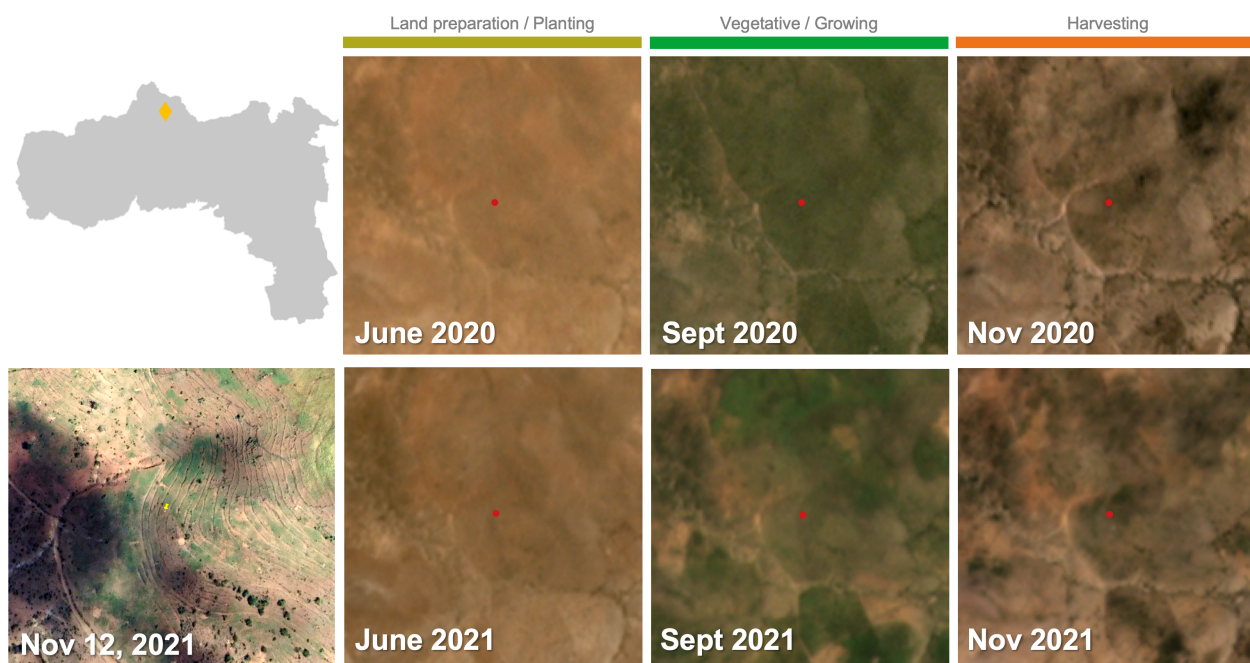 Land preparation / Planting
Vegetative / Growing
Harvesting
June 2020
Sept 2020
Nov 2020
Nov 12, 2021
June 2021
Sept 2021
Nov 2021